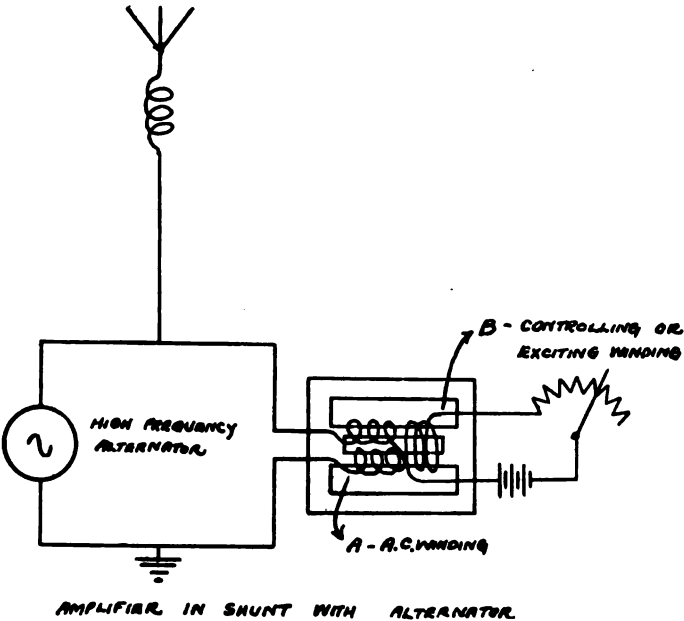 B - CONTROLLING OR
EXCITING WINDING
HIGH FREQUENCY
ALTERNATOR
A - A.C. WINDING
AMPLIFIER IN SHUNT WITH ALTERNATOR